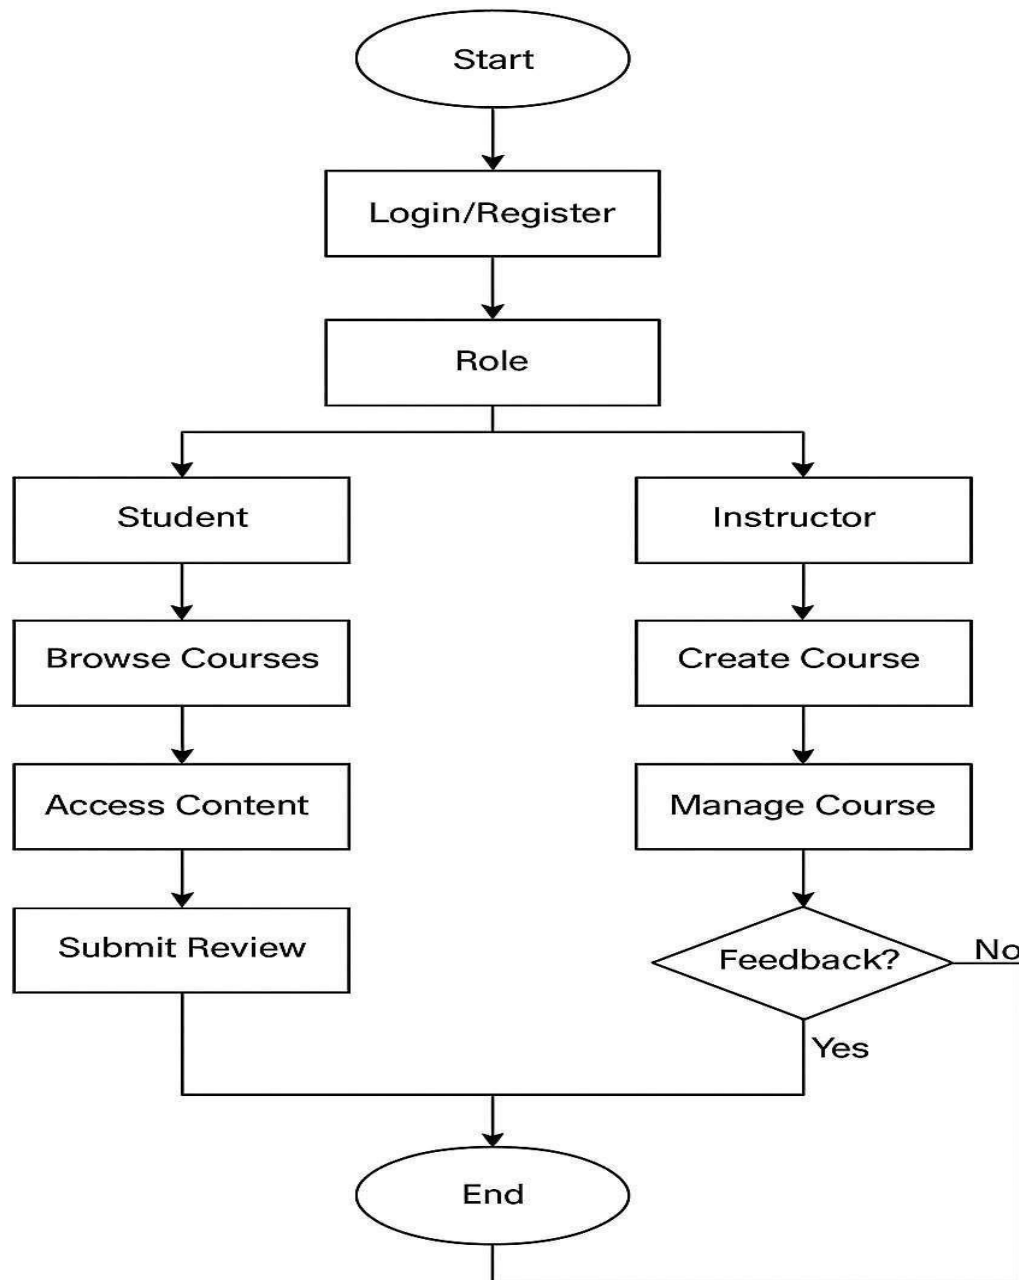 Start
Login/Register
Role
Student
Instructor
Browse Courses
Create Course
Access Content
Manage Course
Submit Review
Feedback?
No
Yes
End